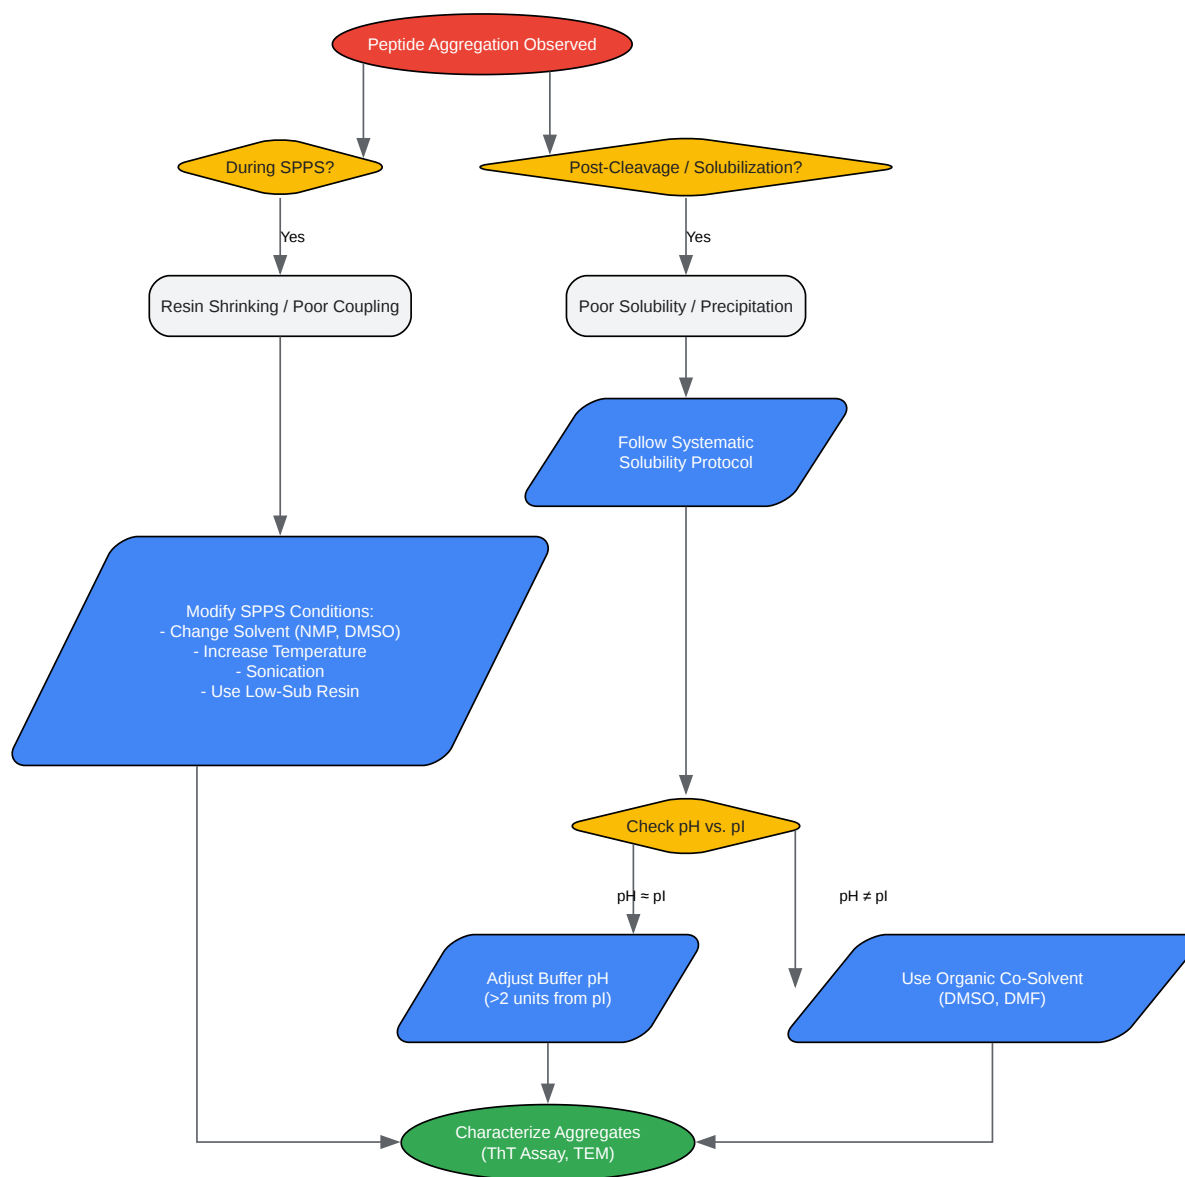 Peptide Aggregation Observed
During SPPS?
Post-Cleavage / Solubilization?
Yes
Yes
Resin Shrinking / Poor Coupling
Poor Solubility / Precipitation
Follow Systematic
Solubility Protocol
Modify SPPS Conditions:
- Change Solvent (NMP, DMSO)
- Increase Temperature
- Sonication
- Use Low-Sub Resin
Check pH vs. pI
pH ≈ pI
pH ≠ pI
Adjust Buffer pH
(>2 units from pI)
Use Organic Co-Solvent
(DMSO, DMF)
Characterize Aggregates
(ThT Assay, TEM)